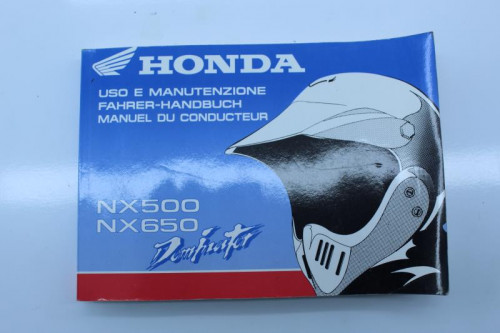 HONDA
USO E MANUTENZIONE
FAHRER-HANDBUCH
MANUEL DU CONDUCTEUR
NX500
NX650
Dominator